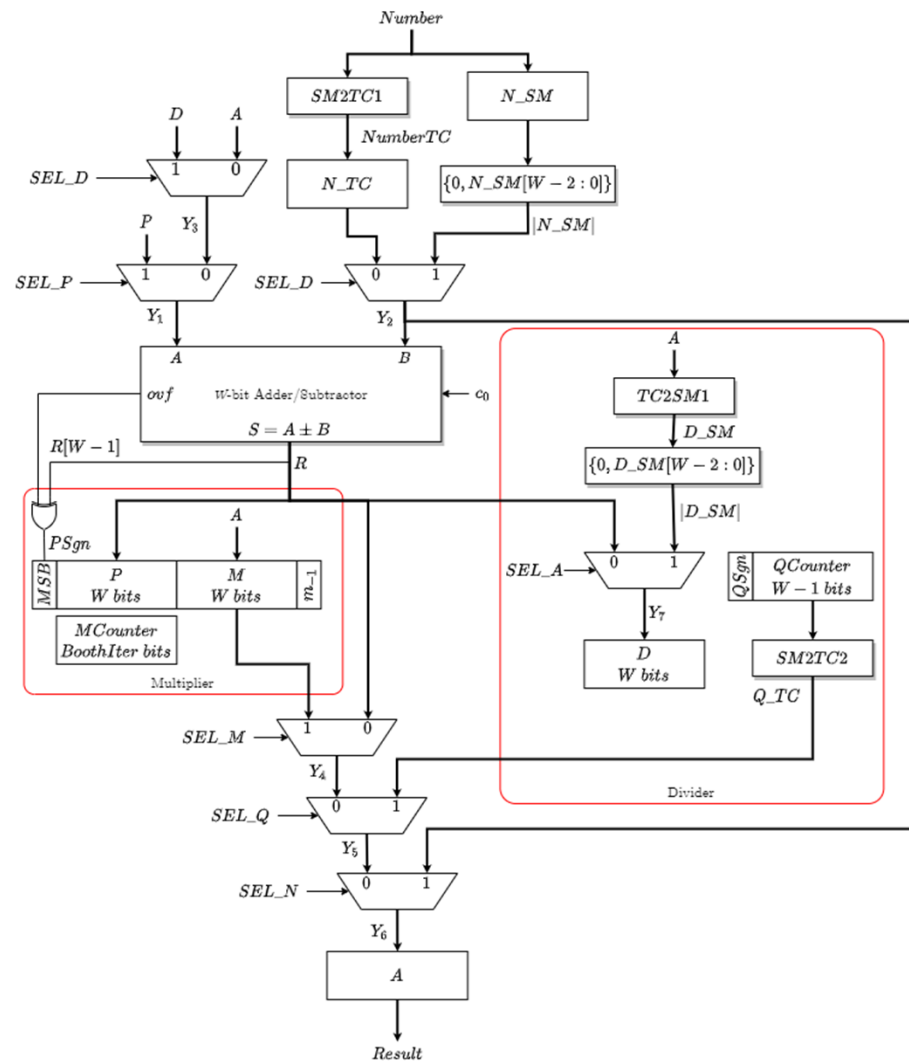 Number
SM2TC1
N_SM
D
A
NumberTC
1
0
SEL_D
N_TC
{0, N_SM[W − 2 : 0]}
P
Y₃
|N_SM|
1
0
SEL_P
0
1
SEL_D
Y₁
Y₂
A
B
ovf
W-bit Adder/Subtractor
c₀
S = A ± B
A
TC2SM1
R[W − 1]
R
D_SM
{0, D_SM[W − 2 : 0]}
A
|D_SM|
PSgn
0
1
SEL_A
MSB
P
W bits
M
W bits
m₋₁
QSgn
QCounter
W − 1 bits
Y₇
MCounter
BoothIter bits
D
W bits
SM2TC2
Multiplier
Q_TC
1
0
SEL_M
Y₄
0
1
SEL_Q
Divider
Y₅
0
1
SEL_N
Y₆
A
Result